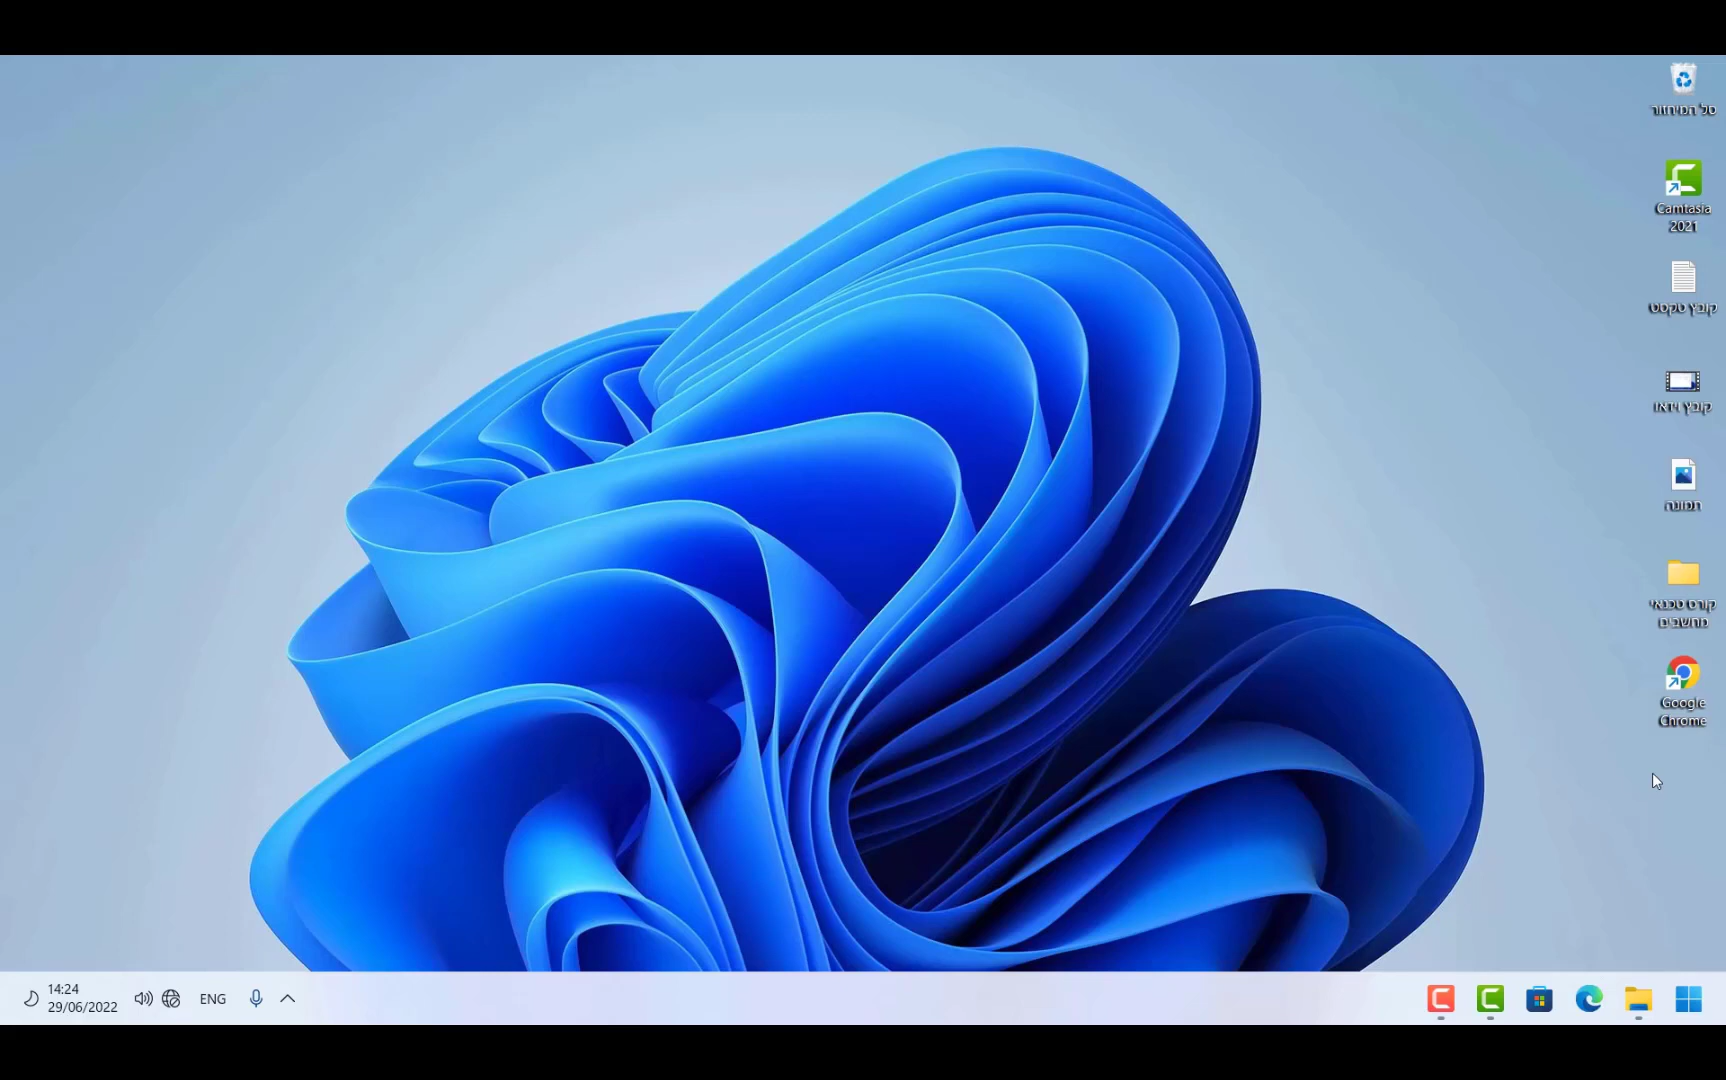 סל המיחזור
Camtasia
2021
קובץ טקסט
קובץ וידאו
תמונה
קורס טכנאי
מחשבים
Google
Chrome
14:24
29/06/2022
ENG